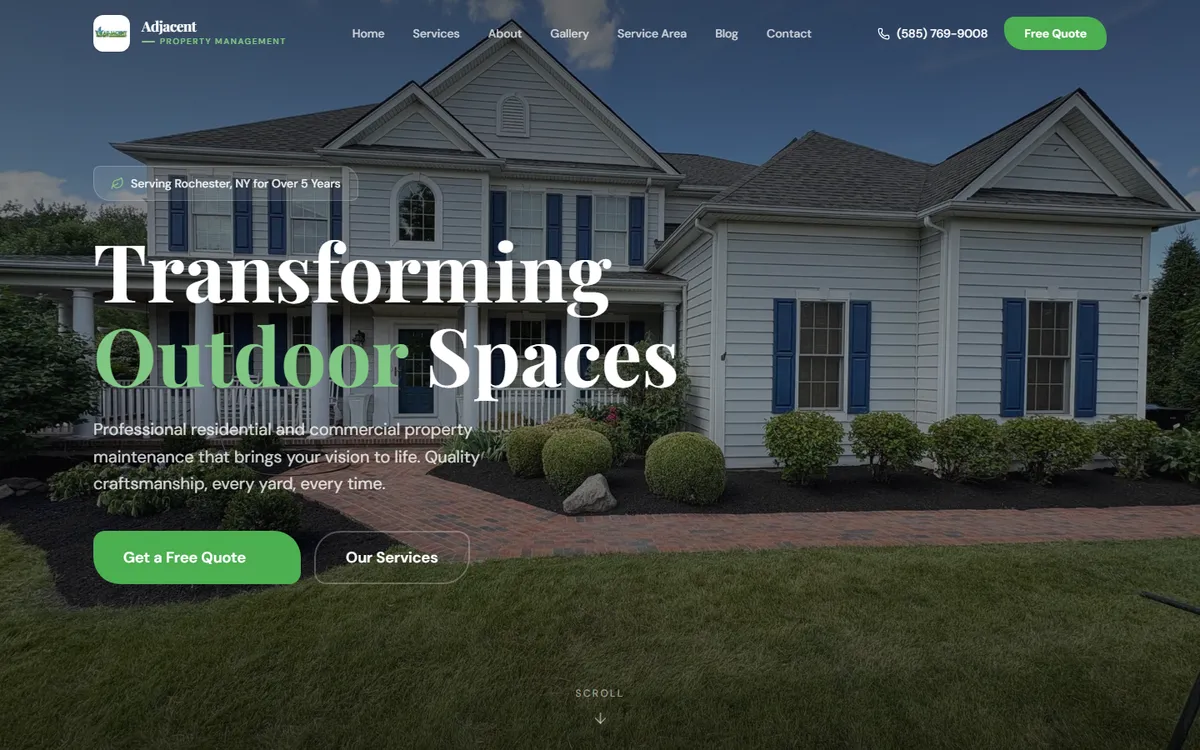 Adjacent
PROPERTY MANAGEMENT
Home
Services
About
Gallery
Service Area
Blog
Contact
(585) 769-9008
Free Quote
Serving Rochester, NY for Over 5 Years
Transforming
Outdoor Spaces
Professional residential and commercial property
maintenance that brings your vision to life. Quality
craftsmanship, every yard, every time.
Get a Free Quote
Our Services
SCROLL